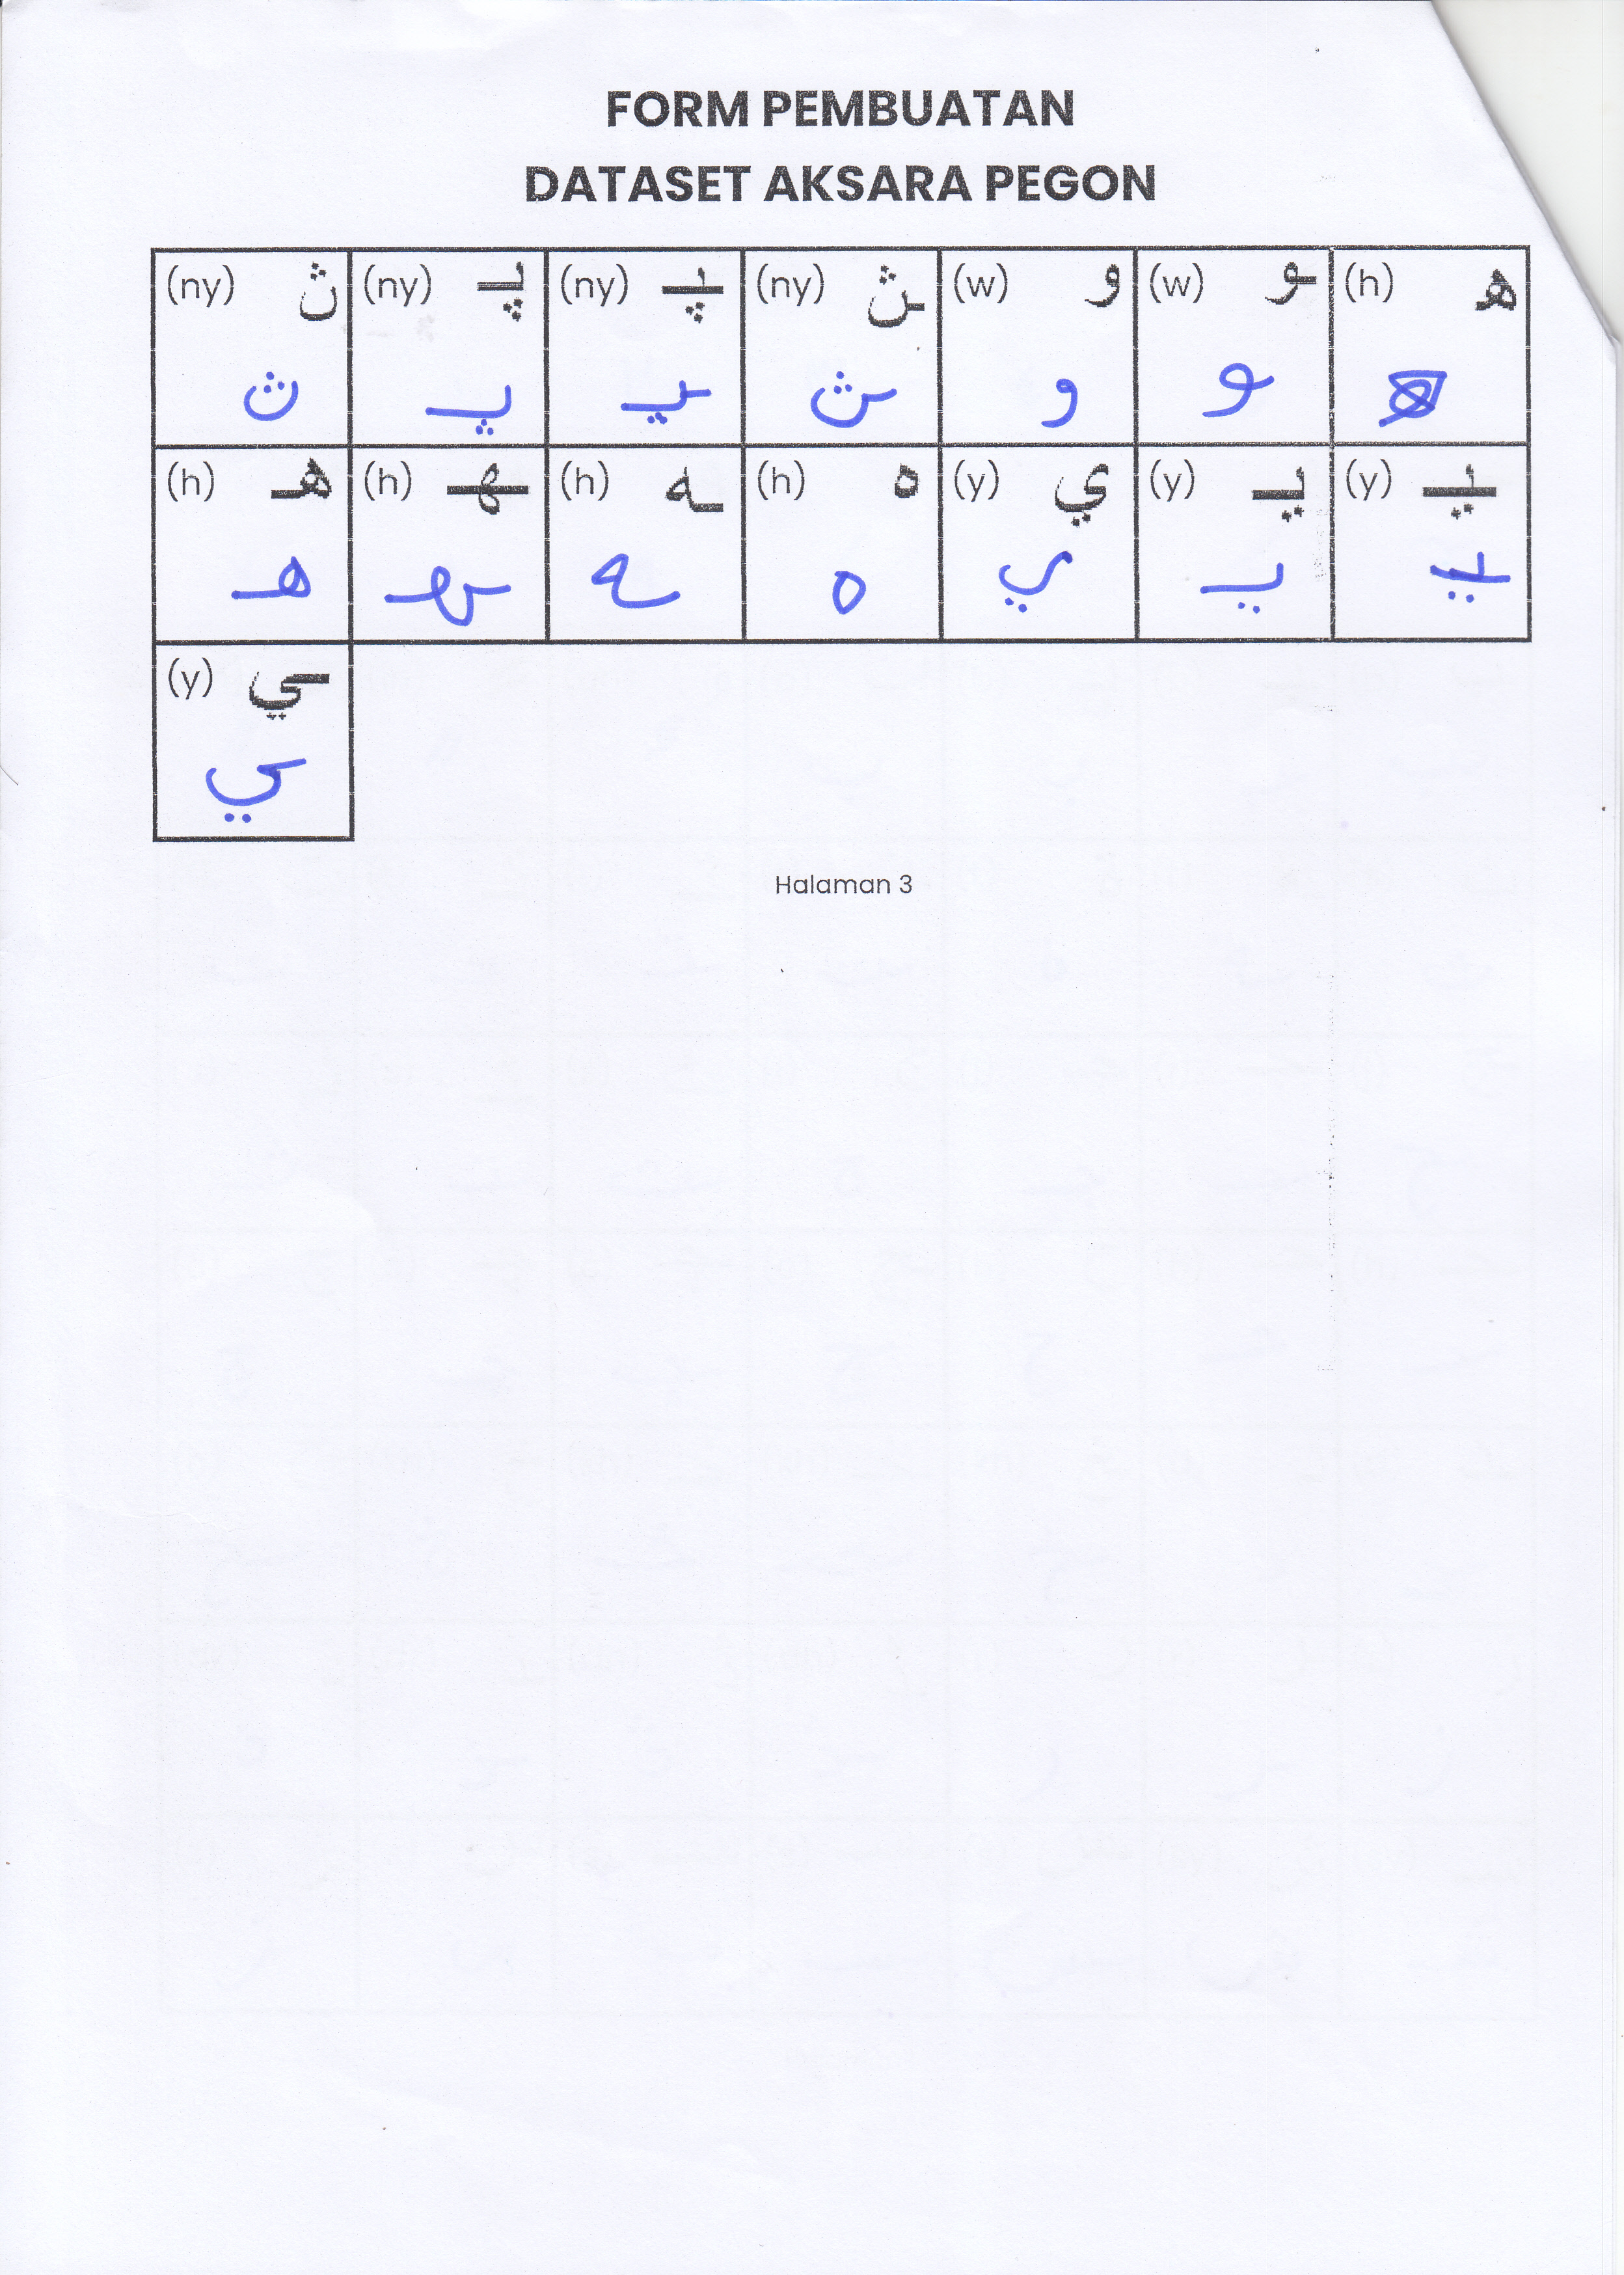 FORM PEMBUATAN
DATASET AKSARA PEGON
(ny) ڽ (ny) ڽـ (ny) ـڽـ (ny) ـڽ (w) و (w) ـو (h) ه
ڽ ڽـ ـڽـ ـڽ و ـو
(h) هـ (h) ـهـ (h) ـه (h) ه (y) ي (y) يـ (y) ـيـ
هـ ـهـ ـه ه ي يـ ـيـ
(y) ـي
ـي
Halaman 3